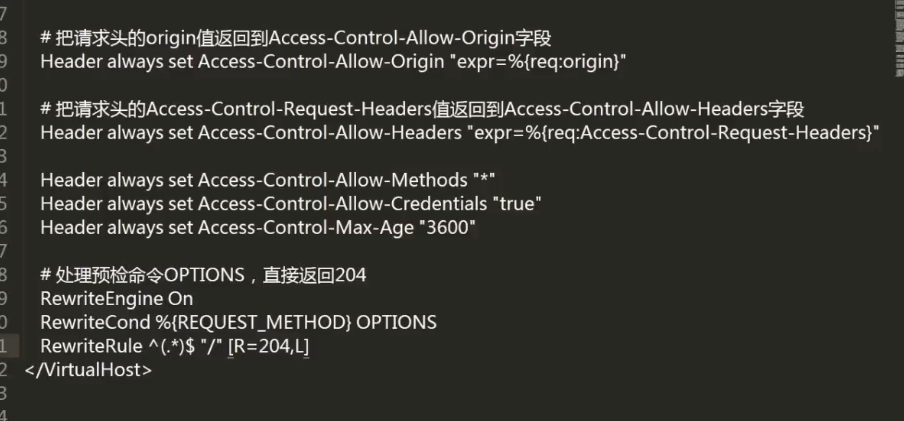 7
8 # 把请求头的origin值返回到Access-Control-Allow-Origin字段
9 Header always set Access-Control-Allow-Origin "expr=%{req:origin}"
0
1 # 把请求头的Access-Control-Request-Headers值返回到Access-Control-Allow-Headers字段
2 Header always set Access-Control-Allow-Headers "expr=%{req:Access-Control-Request-Headers}"
3
4 Header always set Access-Control-Allow-Methods "*"
5 Header always set Access-Control-Allow-Credentials "true"
6 Header always set Access-Control-Max-Age "3600"
7
8 # 处理预检命令OPTIONS，直接返回204
9 RewriteEngine On
0 RewriteCond %{REQUEST_METHOD} OPTIONS
1 RewriteRule ^(.*)$ "/" [R=204,L]
2 </VirtualHost>
3
4